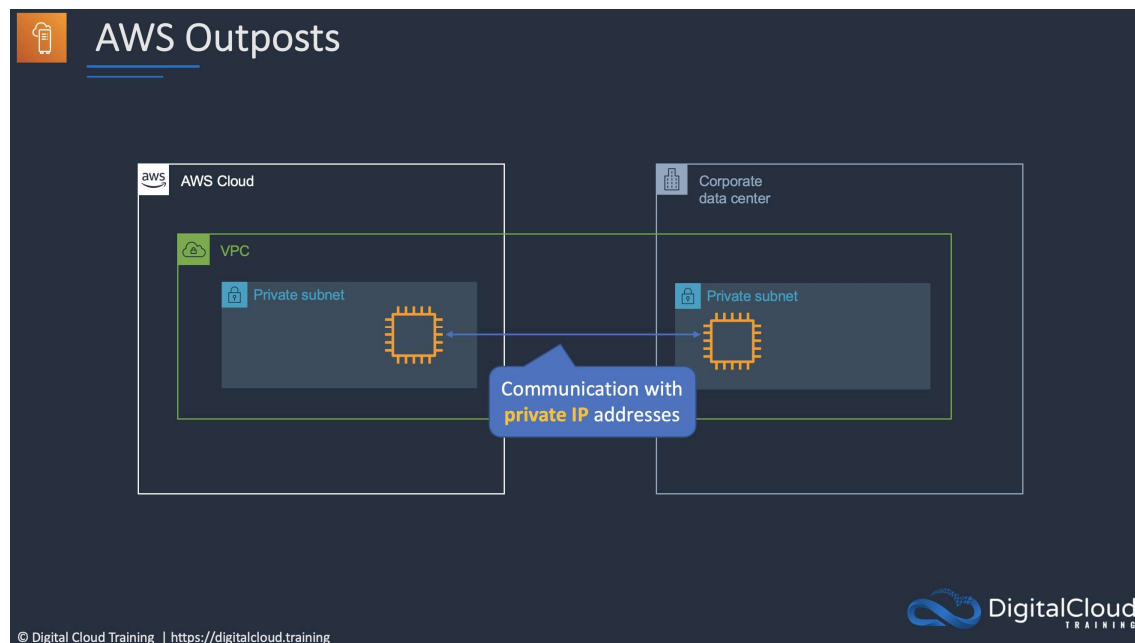 AWS Outposts
aws
AWS Cloud
Corporate
data center
VPC
Private subnet
Private subnet
Communication with
private IP addresses
DigitalCloud
TRAINING
© Digital Cloud Training | https://digitalcloud.training